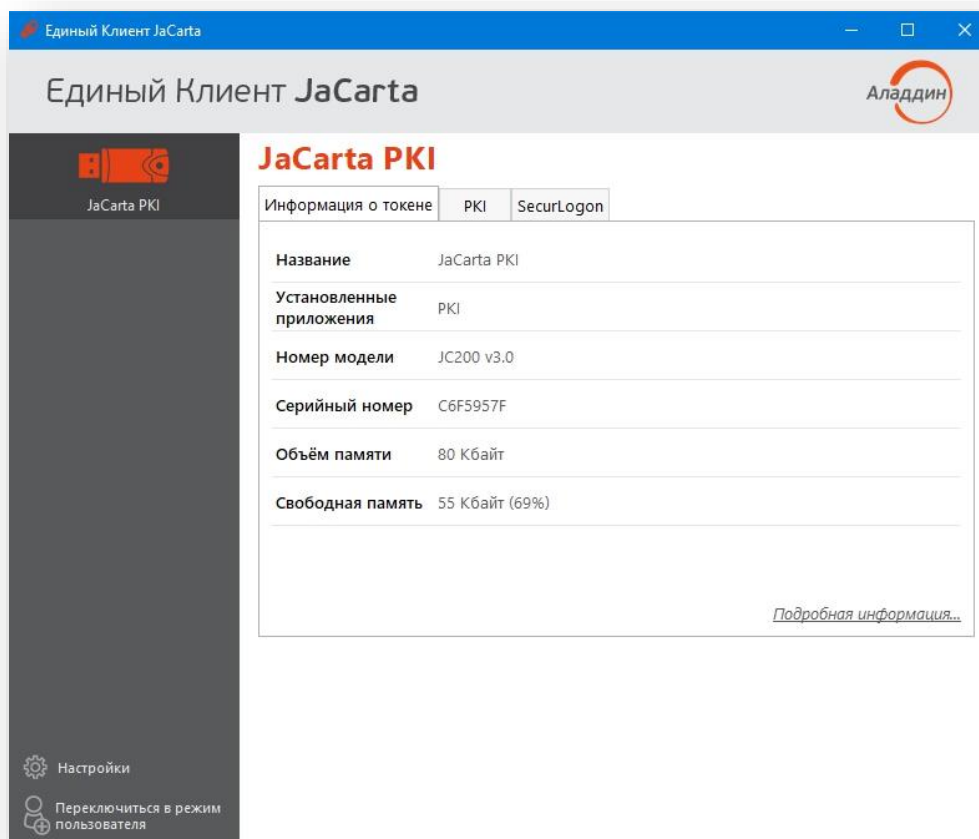 Единый Клиент JaCarta
Единый Клиент JaCarta
Аладдин
JaCarta PKI
JaCarta PKI
Информация о токене PKI SecurLogon
Название JaCarta PKI
Установленные
приложения PKI
Номер модели JC200 v3.0
Серийный номер C6F5957F
Объём памяти 80 Кбайт
Свободная память 55 Кбайт (69%)
Подробная информация...
Настройки
Переключиться в режим
пользователя